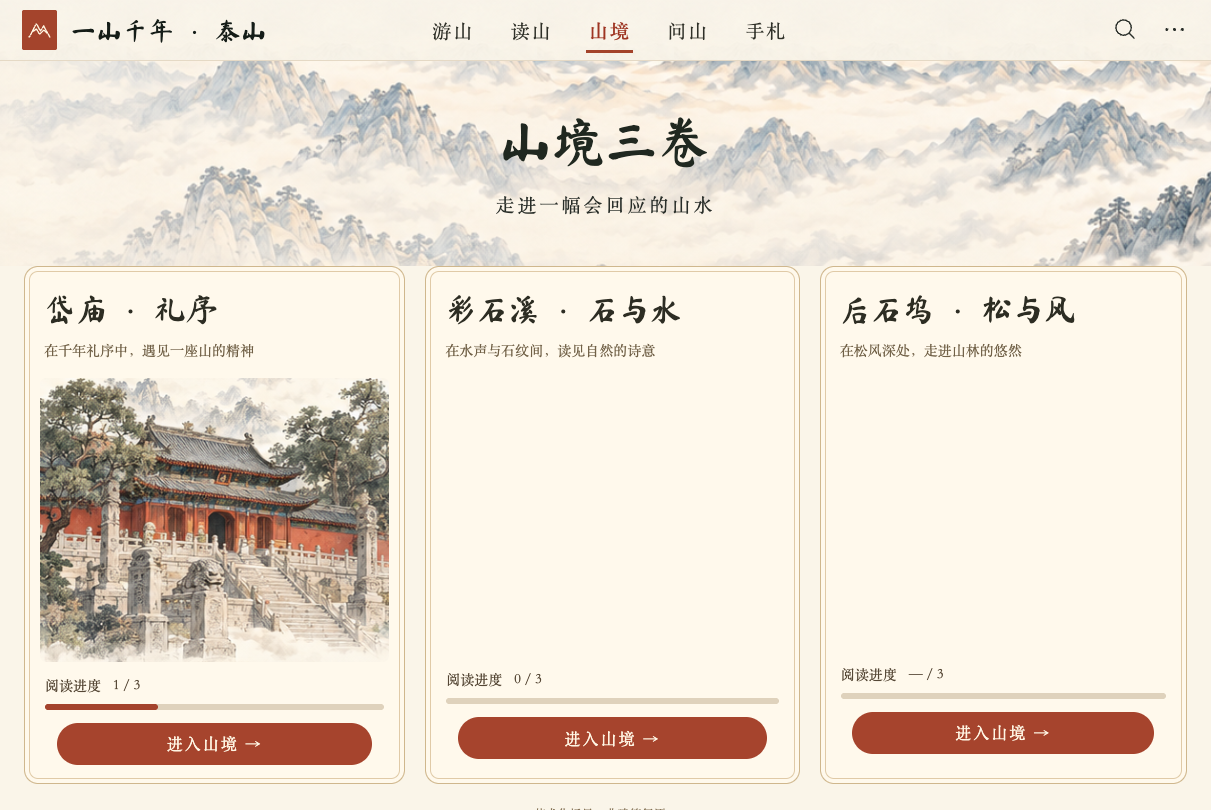 一山千年 · 泰山
游山 读山 山境 问山 手札
山境三卷
走进一幅会回应的山水
岱庙 · 礼序
在千年礼序中，遇见一座山的精神
阅读进度 1 / 3
进入山境 →
彩石溪 · 石与水
在水声与石纹间，读见自然的诗意
阅读进度 0 / 3
进入山境 →
后石坞 · 松与风
在松风深处，走进山林的悠然
阅读进度 — / 3
进入山境 →